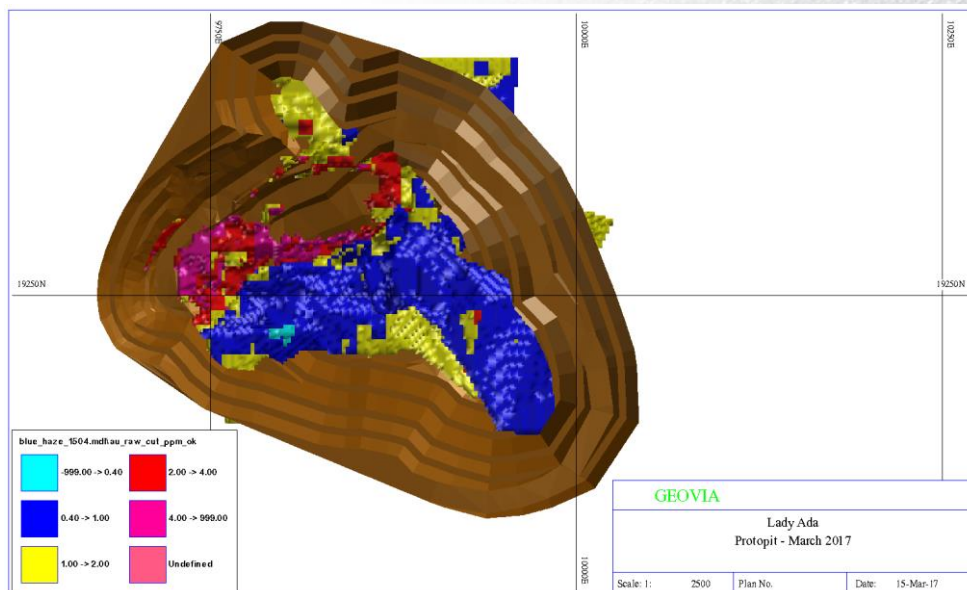 9750E
10000E
10250E
19250N
19250N
blue_haze_1504.mdl\au_raw_cut_ppm_ok
-999.00 -> 0.40
2.00 -> 4.00
0.40 -> 1.00
4.00 -> 999.00
1.00 -> 2.00
Undefined
10000E
GEOVIA
Lady Ada
Protopit - March 2017
Scale: 1: 2500 Plan No. Date: 15-Mar-17